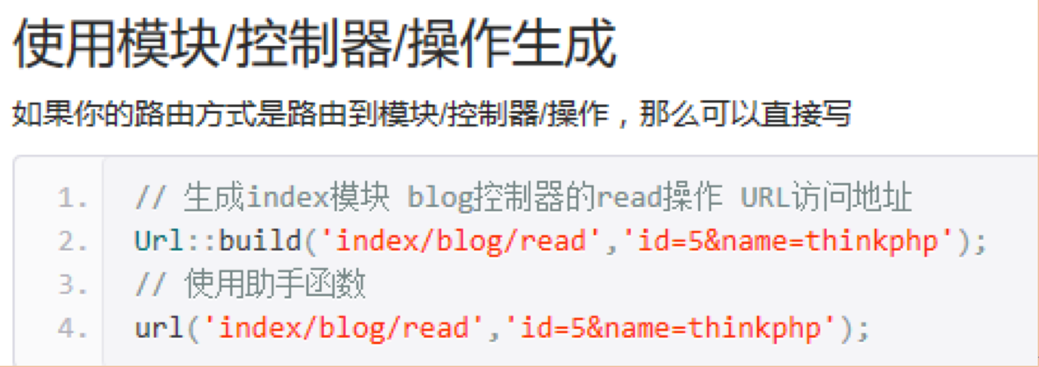 使用模块/控制器/操作生成
如果你的路由方式是路由到模块/控制器/操作，那么可以直接写
1. // 生成index模块 blog控制器的read操作 URL访问地址
2. Url::build('index/blog/read','id=5&name=thinkphp');
3. // 使用助手函数
4. url('index/blog/read','id=5&name=thinkphp');